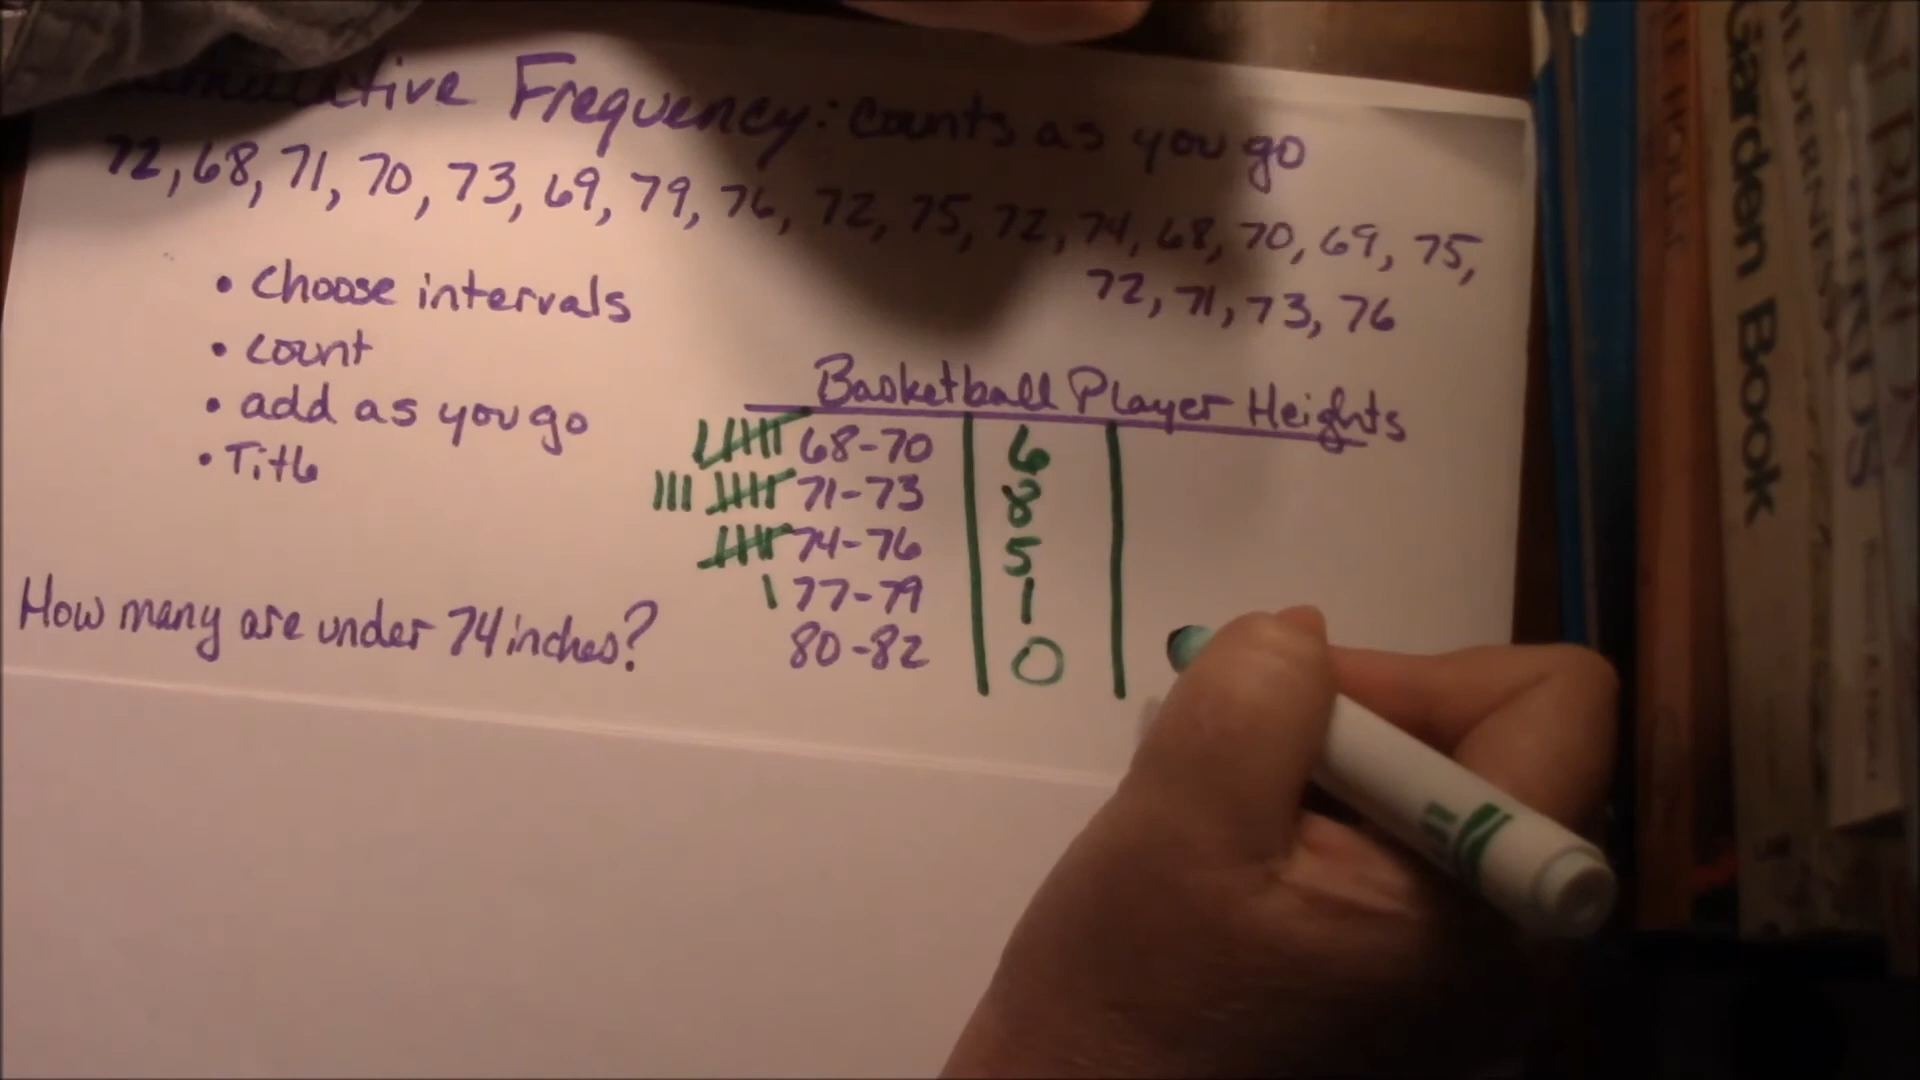 Frequency: counts as you go
72, 68, 71, 70, 73, 69, 79, 76, 72, 75, 72, 74, 68, 70, 69, 75,
72, 71, 73, 76
• Choose intervals
• count
• add as you go
• Title
Basketball Player Heights
68-70 6
71-73 8
74-76 5
77-79 1
80-82 0
How many are under 74 inches?
Garden Book